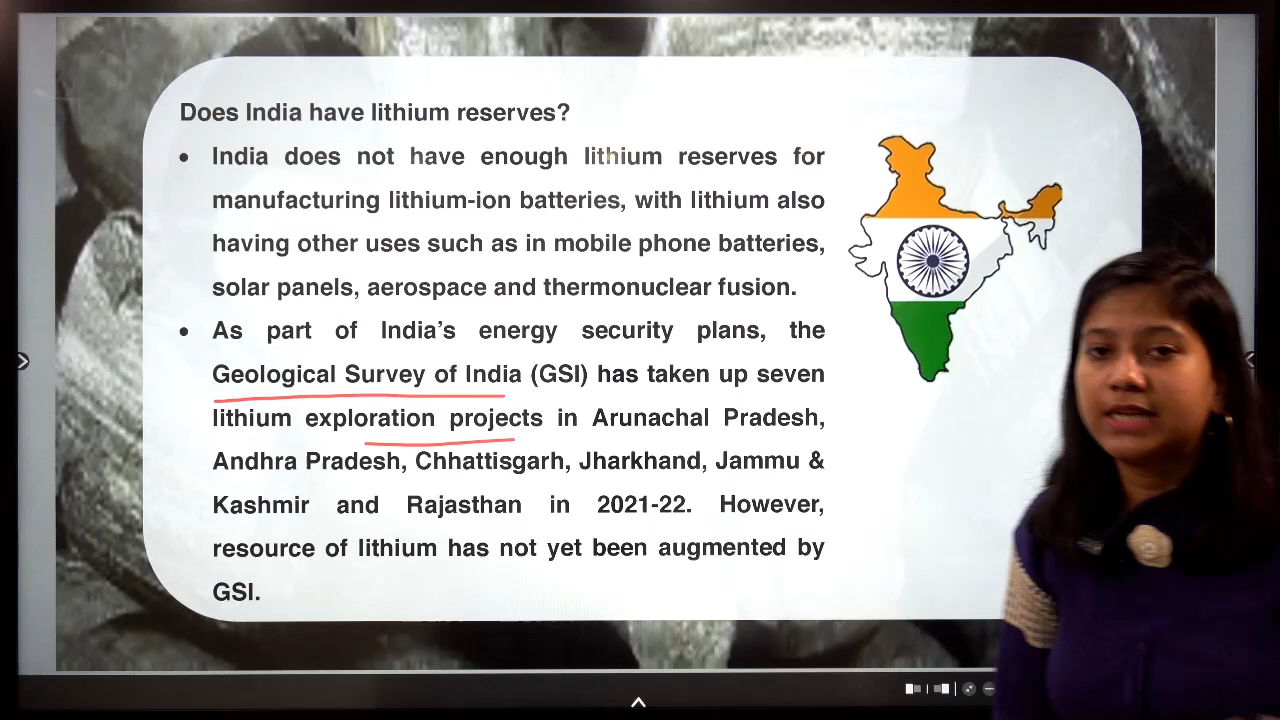 Does India have lithium reserves?
• India does not have enough lithium reserves for
manufacturing lithium-ion batteries, with lithium also
having other uses such as in mobile phone batteries,
solar panels, aerospace and thermonuclear fusion.
• As part of India’s energy security plans, the
Geological Survey of India (GSI) has taken up seven
lithium exploration projects in Arunachal Pradesh,
Andhra Pradesh, Chhattisgarh, Jharkhand, Jammu &
Kashmir and Rajasthan in 2021-22. However,
resource of lithium has not yet been augmented by
GSI.